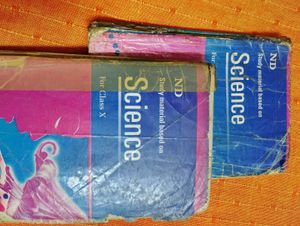 ND
Study material based on
Science
For Class X
ND
Study material based on
Science